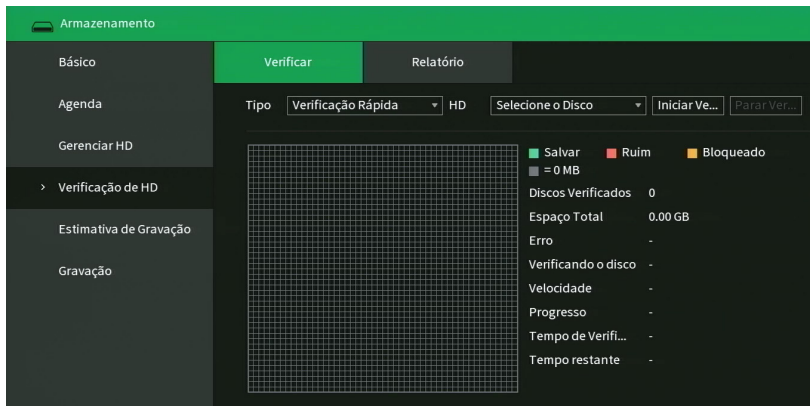 Armazenamento
Básico
Agenda
Gerenciar HD
Verificação de HD
Estimativa de Gravação
Gravação
Verificar
Relatório
Tipo Verificação Rápida HD Selecione o Disco Iniciar Ve... Parar Ver...
Salvar Ruim Bloqueado
= 0 MB
Discos Verificados 0
Espaço Total 0.00 GB
Erro -
Verificando o disco -
Velocidade -
Progresso -
Tempo de Verifi... -
Tempo restante -